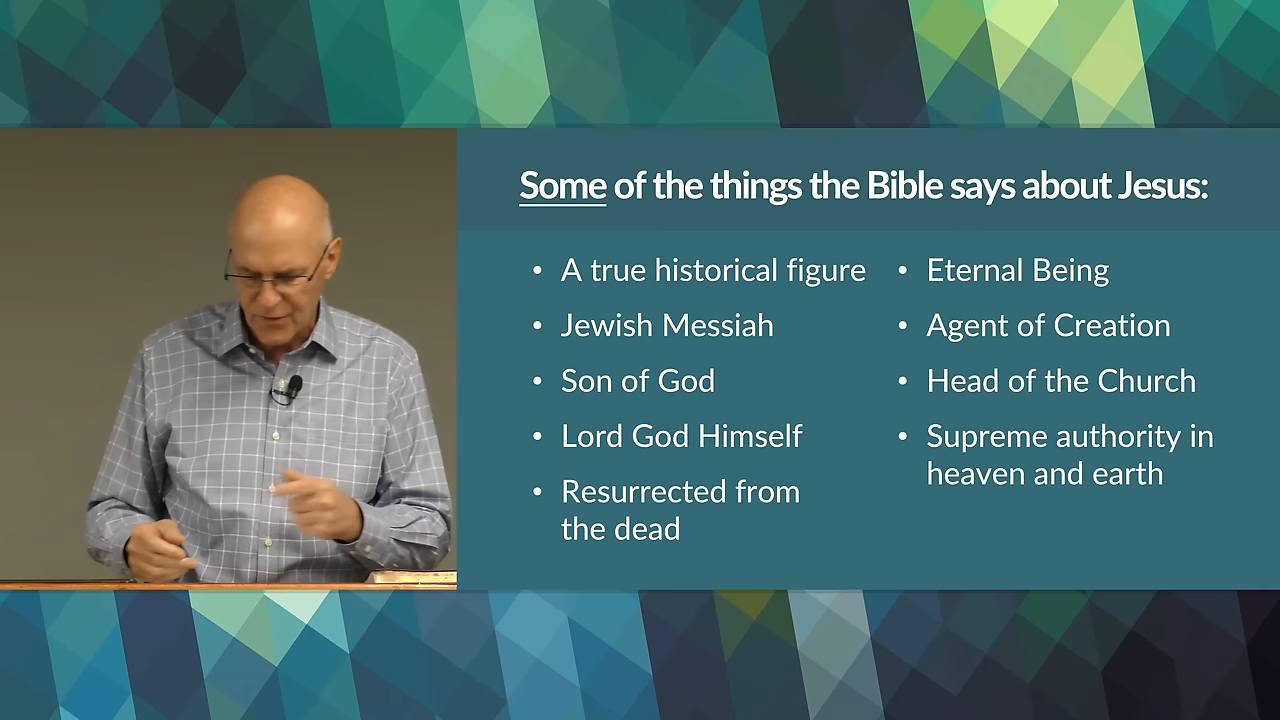 Some of the things the Bible says about Jesus:
• A true historical figure
• Jewish Messiah
• Son of God
• Lord God Himself
• Resurrected from
the dead
• Eternal Being
• Agent of Creation
• Head of the Church
• Supreme authority in
heaven and earth